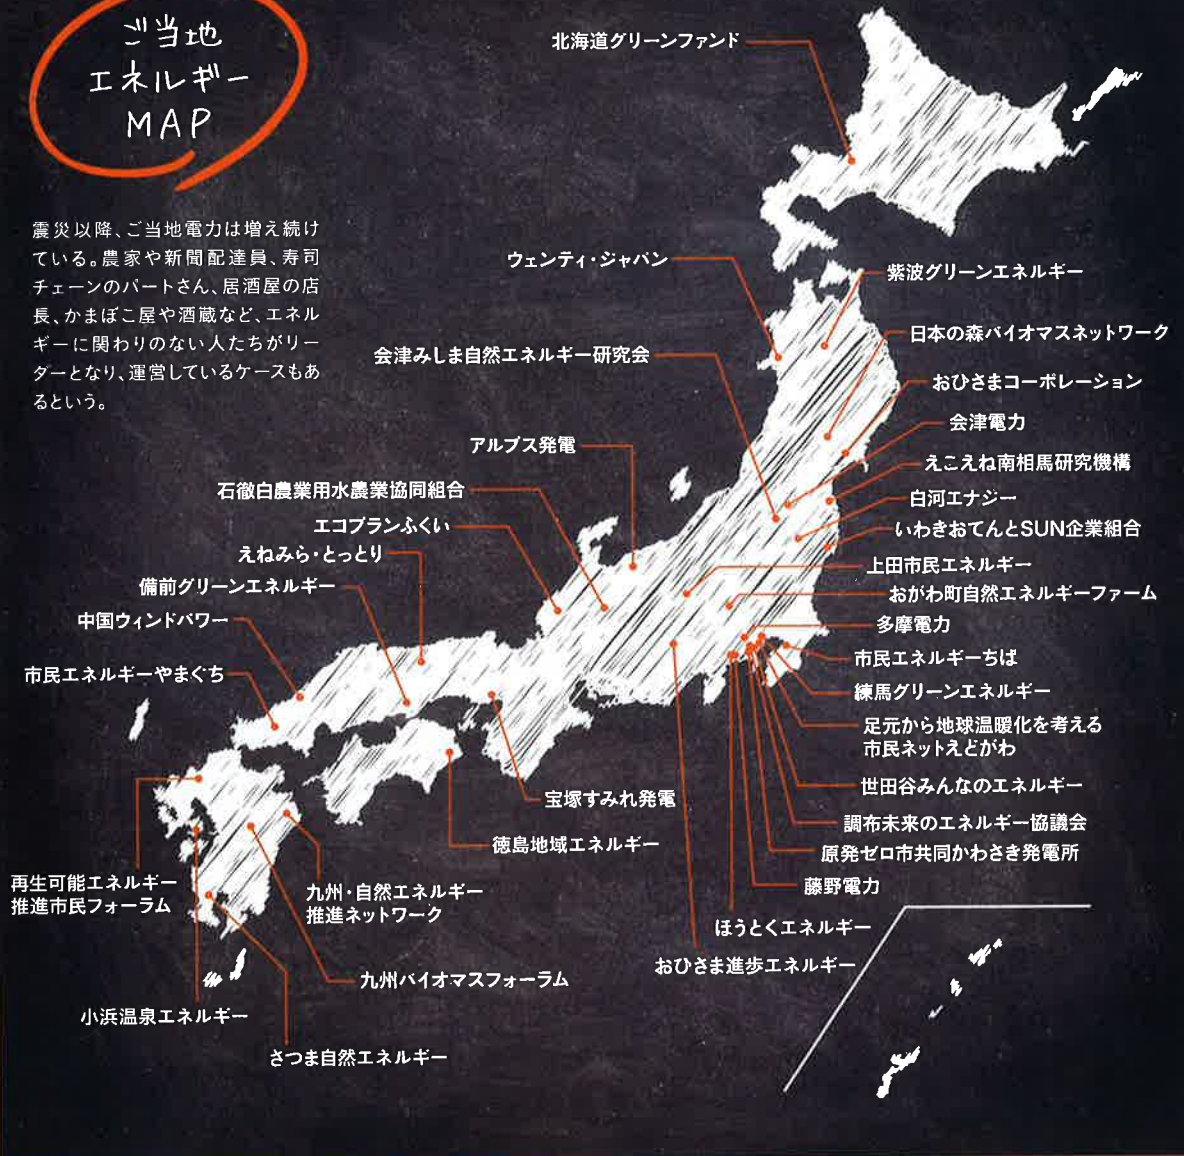 ご当地
エネルギー
MAP
震災以降、ご当地電力は増え続け
ている。農家や新聞配達員、寿司
チェーンのパートさん、居酒屋の店
長、かまぼこ屋や酒蔵など、エネル
ギーに関わりのない人たちがリー
ダーとなり、運営しているケースもあ
るという。
北海道グリーンファンド
ウェンティ・ジャパン
紫波グリーンエネルギー
日本の森バイオマスネットワーク
会津みしま自然エネルギー研究会
おひさまコーポレーション
会津電力
アルプス発電
えこえね南相馬研究機構
石徹白農業用水農業協同組合
白河エナジー
エコプランふくい
いわきおてんとSUN企業組合
えねみら・とっとり
上田市民エネルギー
備前グリーンエネルギー
おがわ町自然エネルギーファーム
中国ウィンドパワー
多摩電力
市民エネルギーちば
市民エネルギーやまぐち
練馬グリーンエネルギー
足元から地球温暖化を考える
市民ネットえどがわ
世田谷みんなのエネルギー
宝塚すみれ発電
調布未来のエネルギー協議会
徳島地域エネルギー
原発ゼロ市共同かわさき発電所
藤野電力
再生可能エネルギー
推進市民フォーラム
九州・自然エネルギー
推進ネットワーク
ほうとくエネルギー
おひさま進歩エネルギー
九州バイオマスフォーラム
小浜温泉エネルギー
さつま自然エネルギー